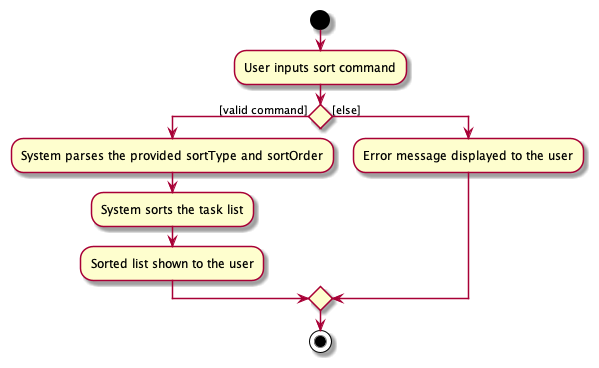 User inputs sort command
[valid command]
[else]
System parses the provided sortType and sortOrder
Error message displayed to the user
System sorts the task list
Sorted list shown to the user